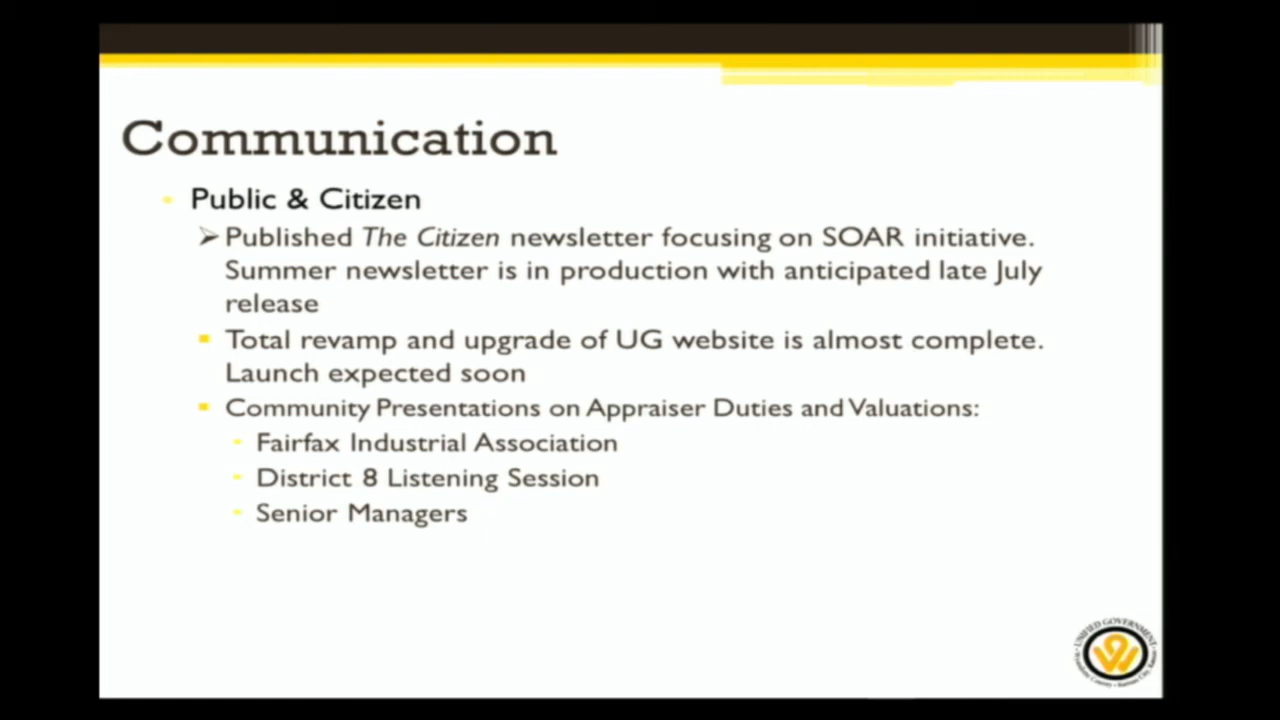 Communication
Public & Citizen
Published The Citizen newsletter focusing on SOAR initiative.
Summer newsletter is in production with anticipated late July
release
Total revamp and upgrade of UG website is almost complete.
Launch expected soon
Community Presentations on Appraiser Duties and Valuations:
Fairfax Industrial Association
District 8 Listening Session
Senior Managers
UNIFIED GOVERNMENT